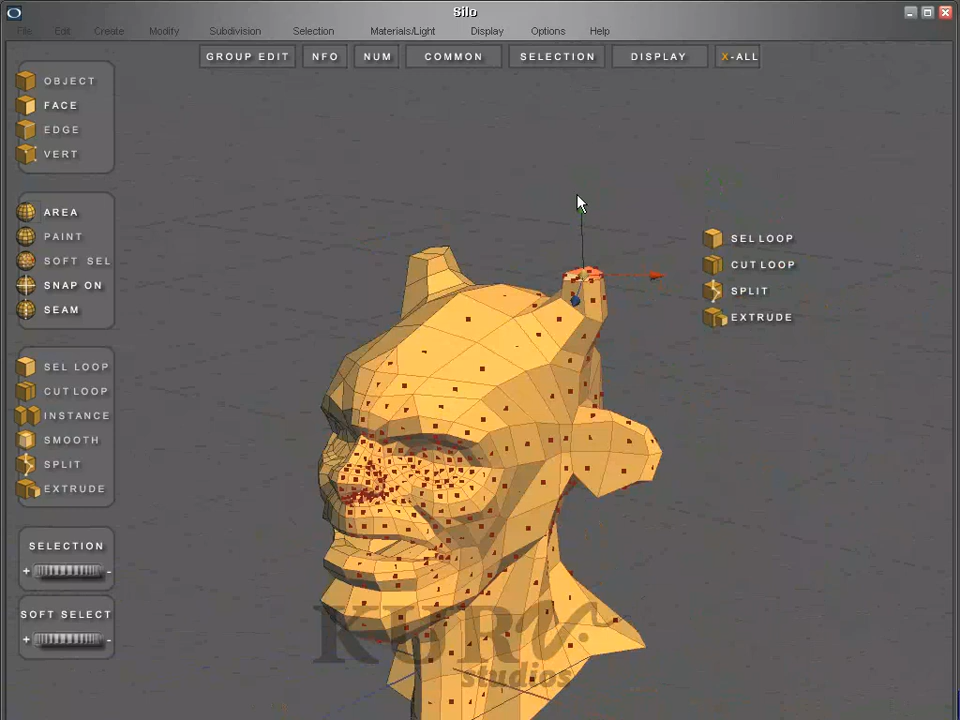 Silo
File Edit Create Modify Subdivision Selection Materials/Light Display Options Help
GROUP EDIT NFO NUM COMMON SELECTION DISPLAY X-ALL
OBJECT
FACE
EDGE
VERT
AREA
PAINT
SOFT SEL
SNAP ON
SEAM
SEL LOOP
CUT LOOP
INSTANCE
SMOOTH
SPLIT
EXTRUDE
SELECTION
+ -
SOFT SELECT
+ -
SEL LOOP
CUT LOOP
SPLIT
EXTRUDE
KURV
studios